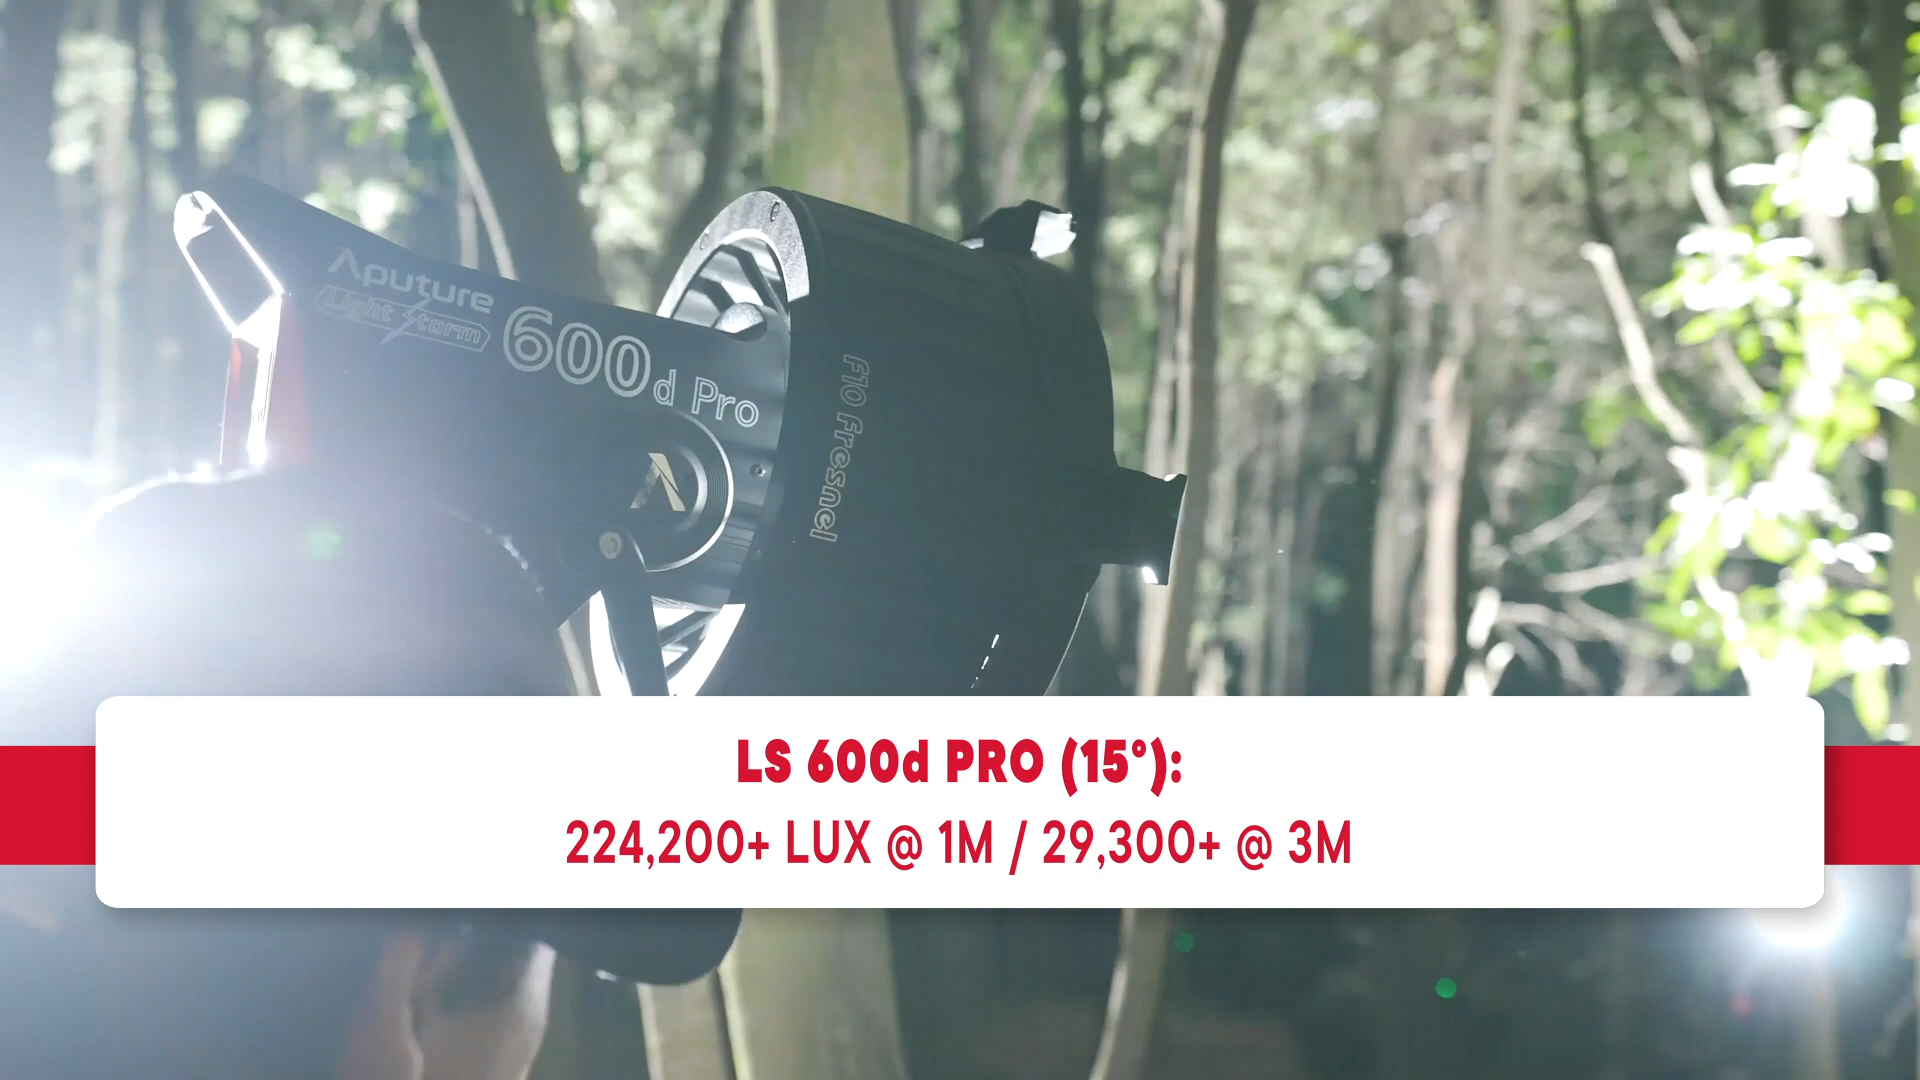 Aputure
Light Storm
600d Pro
F10 Fresnel
LS 600d PRO (15°):
224,200+ LUX @ 1M / 29,300+ @ 3M